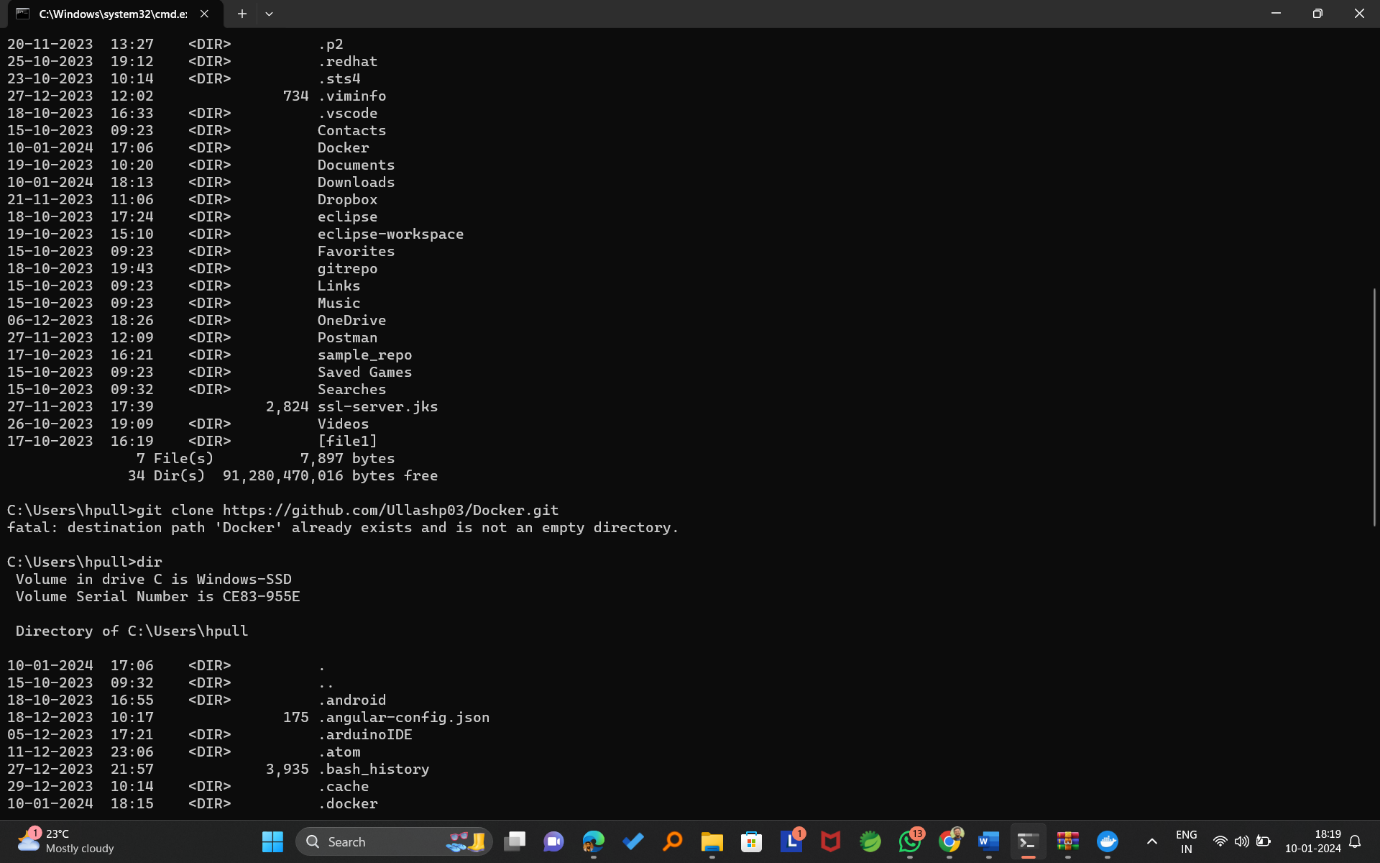 C:\Windows\system32\cmd.e:
20-11-2023  13:27    <DIR>          .p2
25-10-2023  19:12    <DIR>          .redhat
23-10-2023  10:14    <DIR>          .sts4
27-12-2023  12:02               734 .viminfo
18-10-2023  16:33    <DIR>          .vscode
15-10-2023  09:23    <DIR>          Contacts
10-01-2024  17:06    <DIR>          Docker
19-10-2023  10:20    <DIR>          Documents
10-01-2024  18:13    <DIR>          Downloads
21-11-2023  11:06    <DIR>          Dropbox
18-10-2023  17:24    <DIR>          eclipse
19-10-2023  15:10    <DIR>          eclipse-workspace
15-10-2023  09:23    <DIR>          Favorites
18-10-2023  19:43    <DIR>          gitrepo
15-10-2023  09:23    <DIR>          Links
15-10-2023  09:23    <DIR>          Music
06-12-2023  18:26    <DIR>          OneDrive
27-11-2023  12:09    <DIR>          Postman
17-10-2023  16:21    <DIR>          sample_repo
15-10-2023  09:23    <DIR>          Saved Games
15-10-2023  09:32    <DIR>          Searches
27-11-2023  17:39             2,824 ssl-server.jks
26-10-2023  19:09    <DIR>          Videos
17-10-2023  16:19    <DIR>          [file1]
7 File(s)          7,897 bytes
34 Dir(s)  91,280,470,016 bytes free
C:\Users\hpull>git clone https://github.com/Ullashp03/Docker.git
fatal: destination path 'Docker' already exists and is not an empty directory.
C:\Users\hpull>dir
Volume in drive C is Windows-SSD
Volume Serial Number is CE83-955E
Directory of C:\Users\hpull
10-01-2024  17:06    <DIR>          .
15-10-2023  09:32    <DIR>          ..
18-10-2023  16:55    <DIR>          .android
18-12-2023  10:17               175 .angular-config.json
05-12-2023  17:21    <DIR>          .arduinoIDE
11-12-2023  23:06    <DIR>          .atom
27-12-2023  21:57             3,935 .bash_history
29-12-2023  10:14    <DIR>          .cache
10-01-2024  18:15    <DIR>          .docker
1
23°C
Mostly cloudy
Search
L
1
13
W
ENG
IN
18:19
10-01-2024